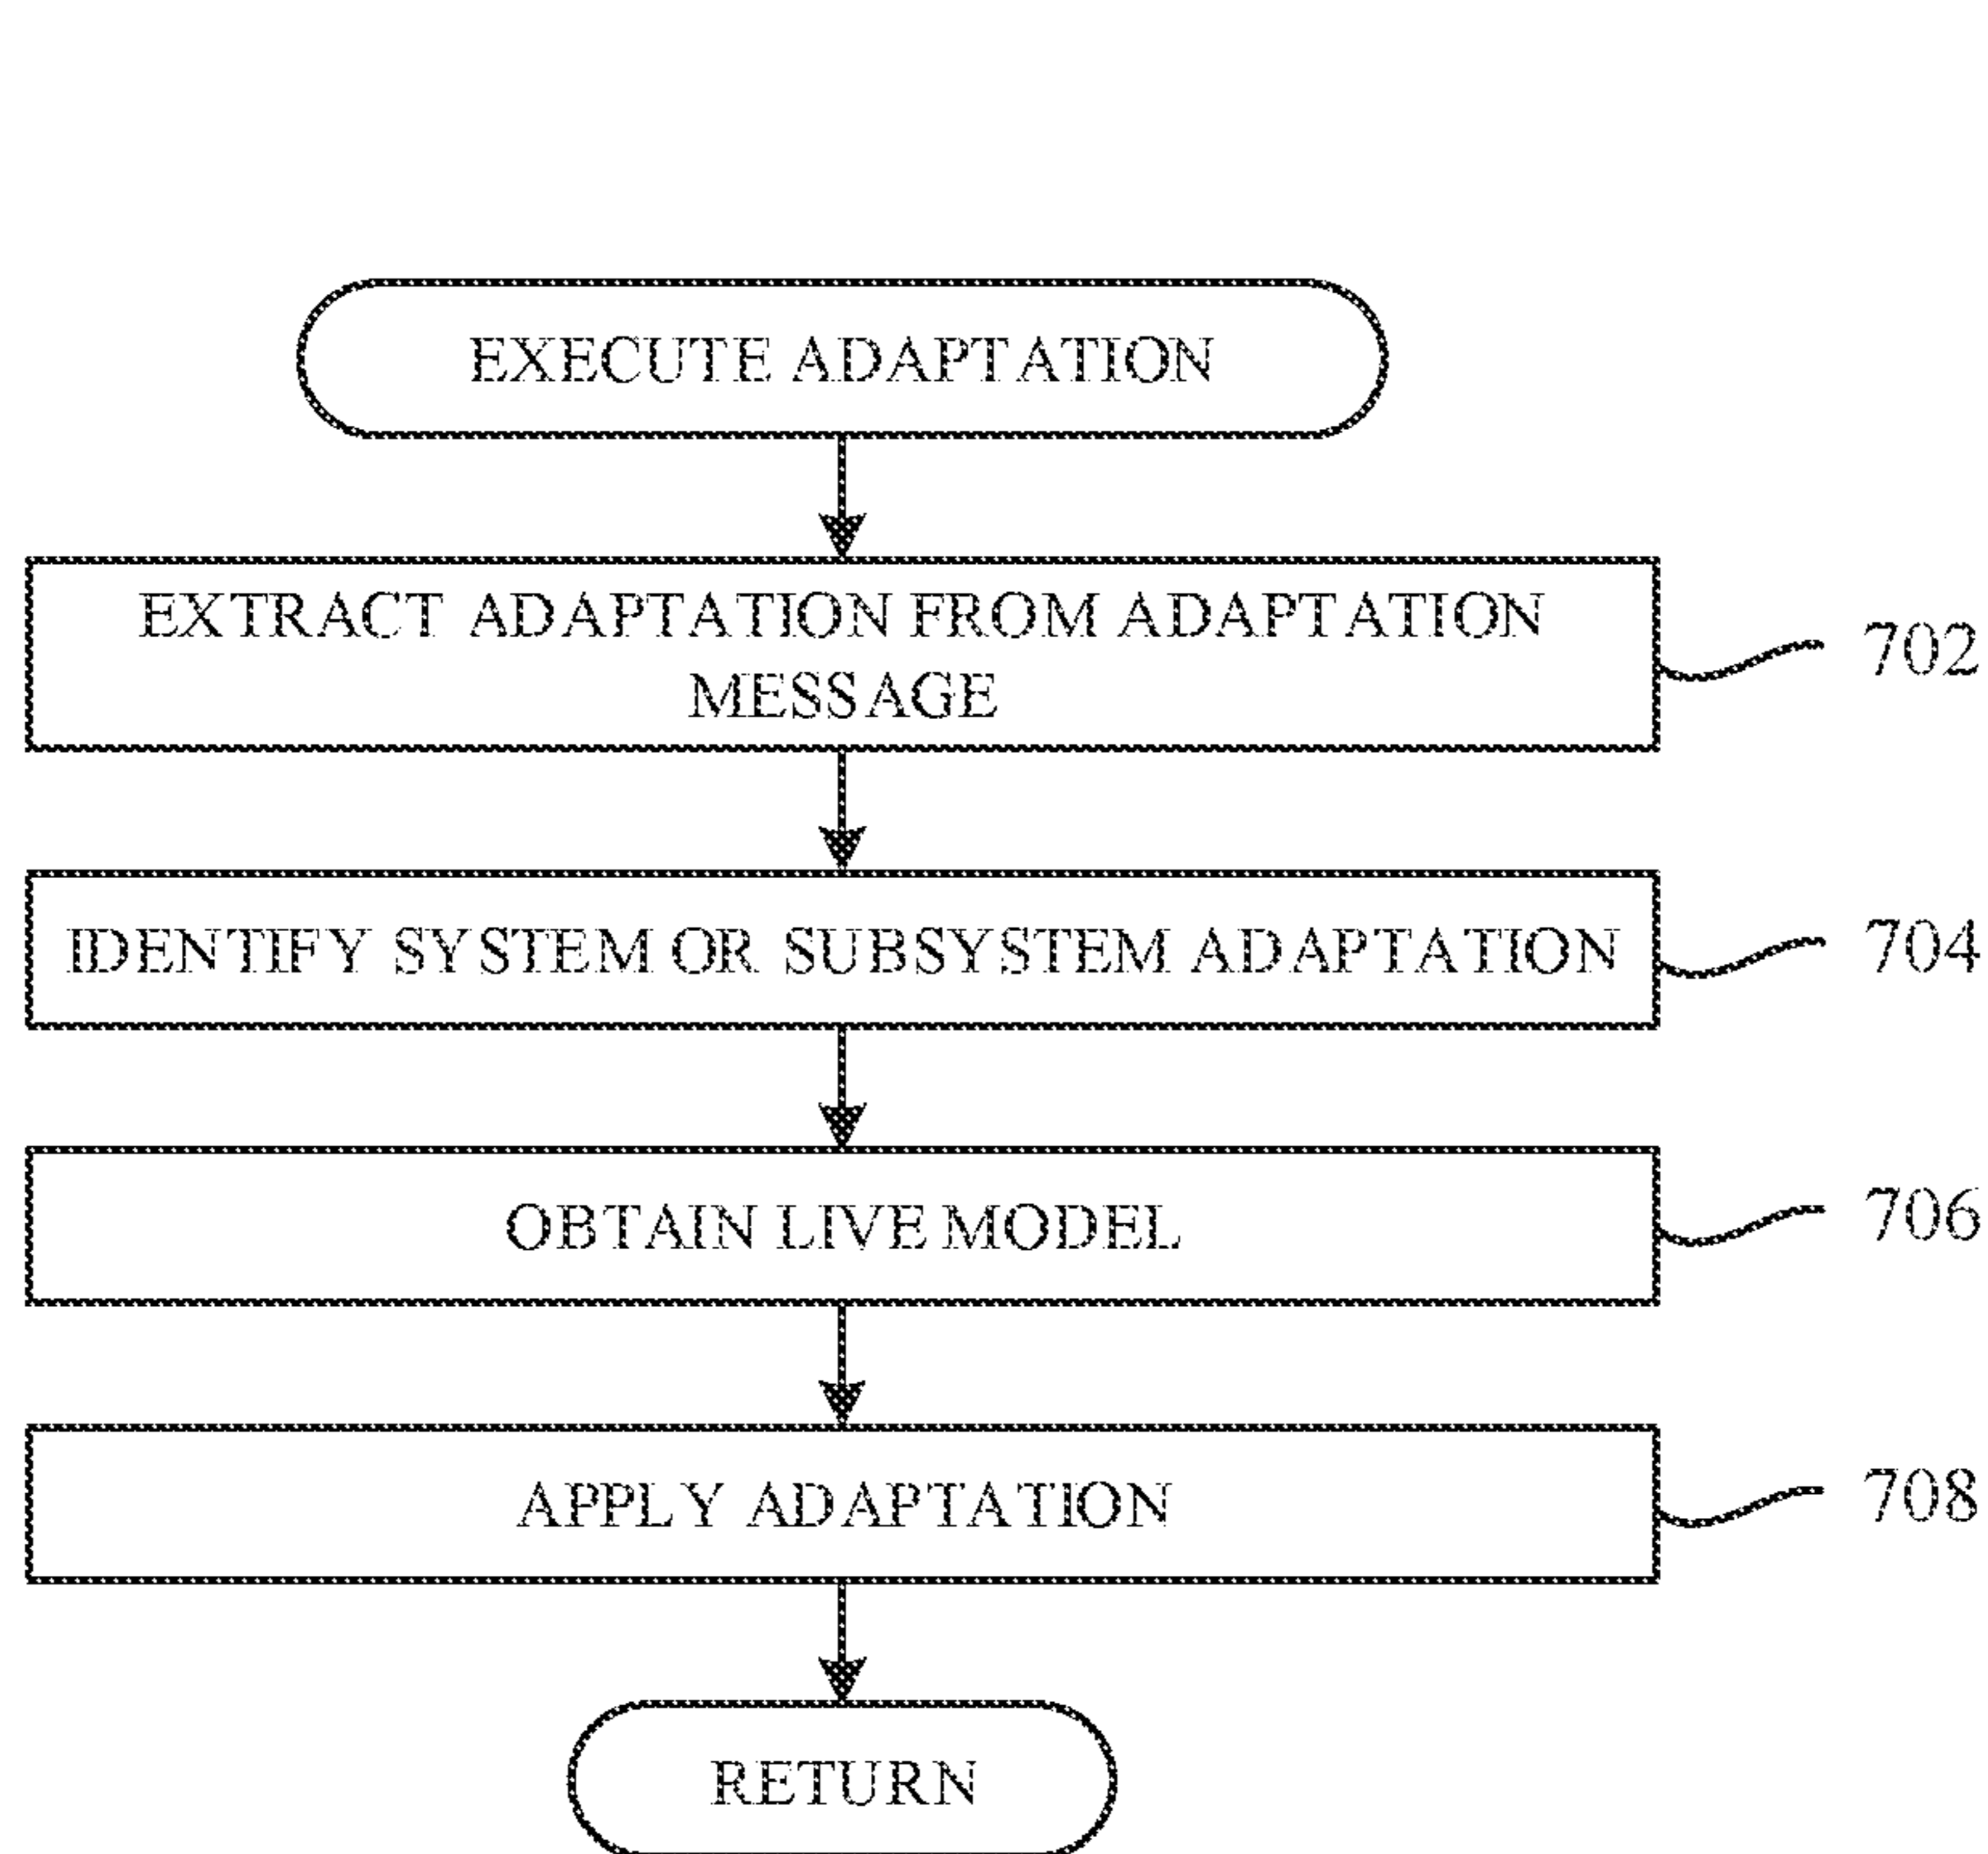 EXECUTE ADAPTATION
EXTRACT ADAPTATION FROM ADAPTATION
MESSAGE
702
IDENTIFY SYSTEM OR SUBSYSTEM ADAPTATION
704
OBTAIN LIVE MODEL
706
APPLY ADAPTATION
708
RETURN